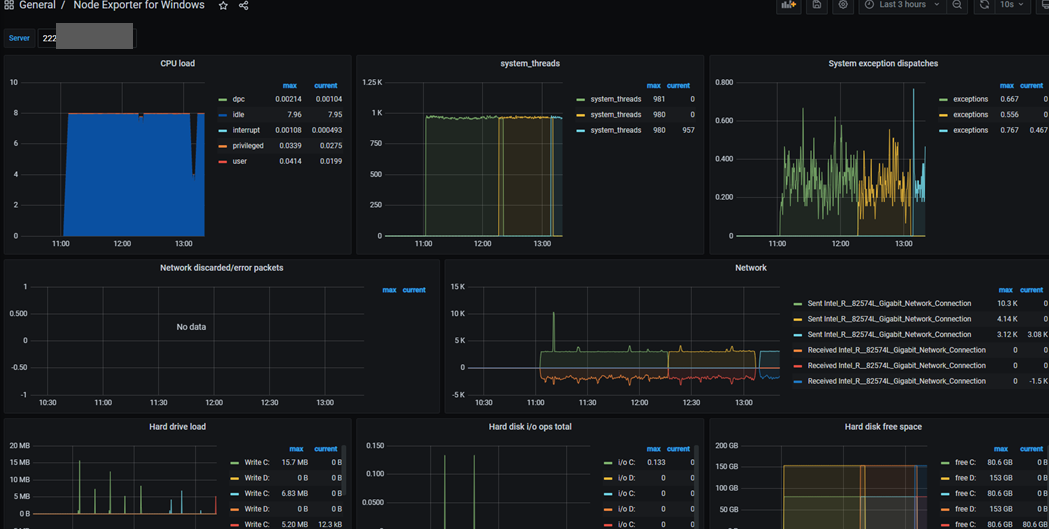 General / Node Exporter for Windows
Last 3 hours
10s
Server 222
CPU load
10
8
6
4
2
0
11:00 12:00 13:00
max current
dpc 0.00214 0.00104
idle 7.96 7.95
interrupt 0.00108 0.000493
privileged 0.0339 0.0275
user 0.0414 0.0199
system_threads
1.25 K
1 K
750
500
250
0
11:00 12:00 13:00
max current
system_threads 981 0
system_threads 980 0
system_threads 980 957
System exception dispatches
0.800
0.600
0.400
0.200
0
11:00 12:00 13:00
max current
exceptions 0.667 0
exceptions 0.556 0
exceptions 0.767 0.467
Network discarded/error packets
1
0.500
0
-0.50
-1
No data
10:30 11:00 11:30 12:00 12:30 13:00
max current
Network
15 K
10 K
5 K
0
-5 K
10:30 11:00 11:30 12:00 12:30 13:00
max current
Sent Intel_R__82574L_Gigabit_Network_Connection 10.3 K 0
Sent Intel_R__82574L_Gigabit_Network_Connection 4.14 K 0
Sent Intel_R__82574L_Gigabit_Network_Connection 3.12 K 3.08 K
Received Intel_R__82574L_Gigabit_Network_Connection 0 0
Received Intel_R__82574L_Gigabit_Network_Connection 0 0
Received Intel_R__82574L_Gigabit_Network_Connection 0 -1.5 K
Hard drive load
20 MB
15 MB
10 MB
5 MB
0 B
max current
Write C: 15.7 MB 0 B
Write D: 0 B 0 B
Write C: 6.83 MB 0 B
Write D: 0 B 0 B
Write C: 5.20 MB 12.3 kB
Hard disk i/o ops total
0.150
0.100
0.0500
max current
i/o C: 0.133 0
i/o D: 0 0
i/o C: 0 0
i/o D: 0 0
i/o C: 0 0
Hard disk free space
200 GB
150 GB
100 GB
50 GB
max current
free C: 80.6 GB 0 B
free D: 153 GB 0 B
free C: 80.6 GB 0 B
free D: 153 GB 0 B
free C: 80.6 GB 80.6 GB